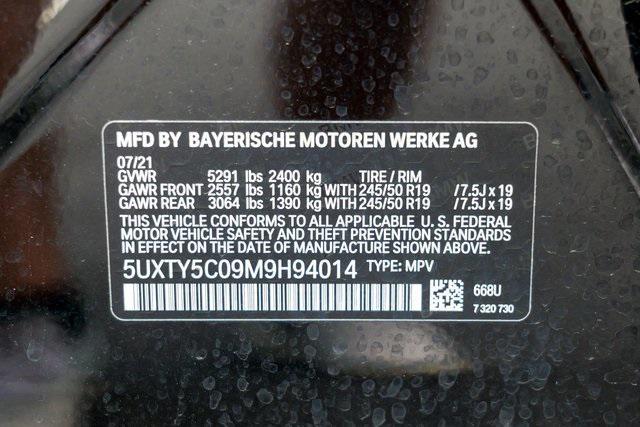 MFD BY BAYERISCHE MOTOREN WERKE AG
07/21
GVWR 5291 lbs 2400 kg TIRE / RIM
GAWR FRONT 2557 lbs 1160 kg WITH 245/50 R19 /7.5J x 19
GAWR REAR 3064 lbs 1390 kg WITH 245/50 R19 /7.5J x 19
THIS VEHICLE CONFORMS TO ALL APPLICABLE U. S. FEDERAL
MOTOR VEHICLE SAFETY AND THEFT PREVENTION STANDARDS
IN EFFECT ON THE DATE OF MANUFACTURE SHOWN ABOVE.
5UXTY5C09M9H94014 TYPE: MPV
668U
7 320 730